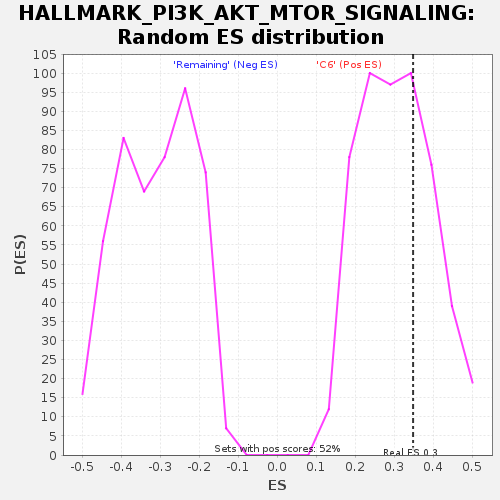 HALLMARK_PI3K_AKT_MTOR_SIGNALING:
Random ES distribution
'Remaining' (Neg ES)
'C6' (Pos ES)
105
100
95
90
85
80
75
70
65
60
55
50
45
40
35
30
25
20
15
10
5
0
P(ES)
Sets with pos scores: 52%
Real ES 0.3
-0.5 -0.4 -0.3 -0.2 -0.1 0.0 0.1 0.2 0.3 0.4 0.5
ES